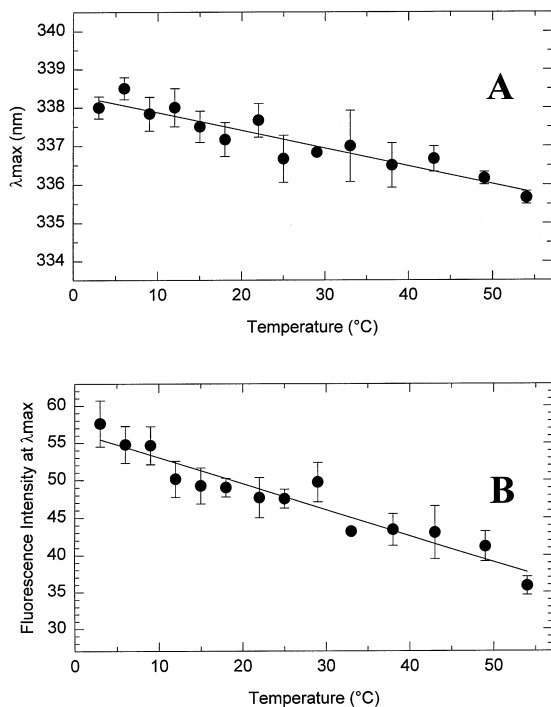 340
339
338
337
336
335
334
λmax (nm)
A
0 10 20 30 40 50
Temperature (°C)
60
55
50
45
40
35
30
Fluorescence Intensity at λmax
B
0 10 20 30 40 50
Temperature (°C)